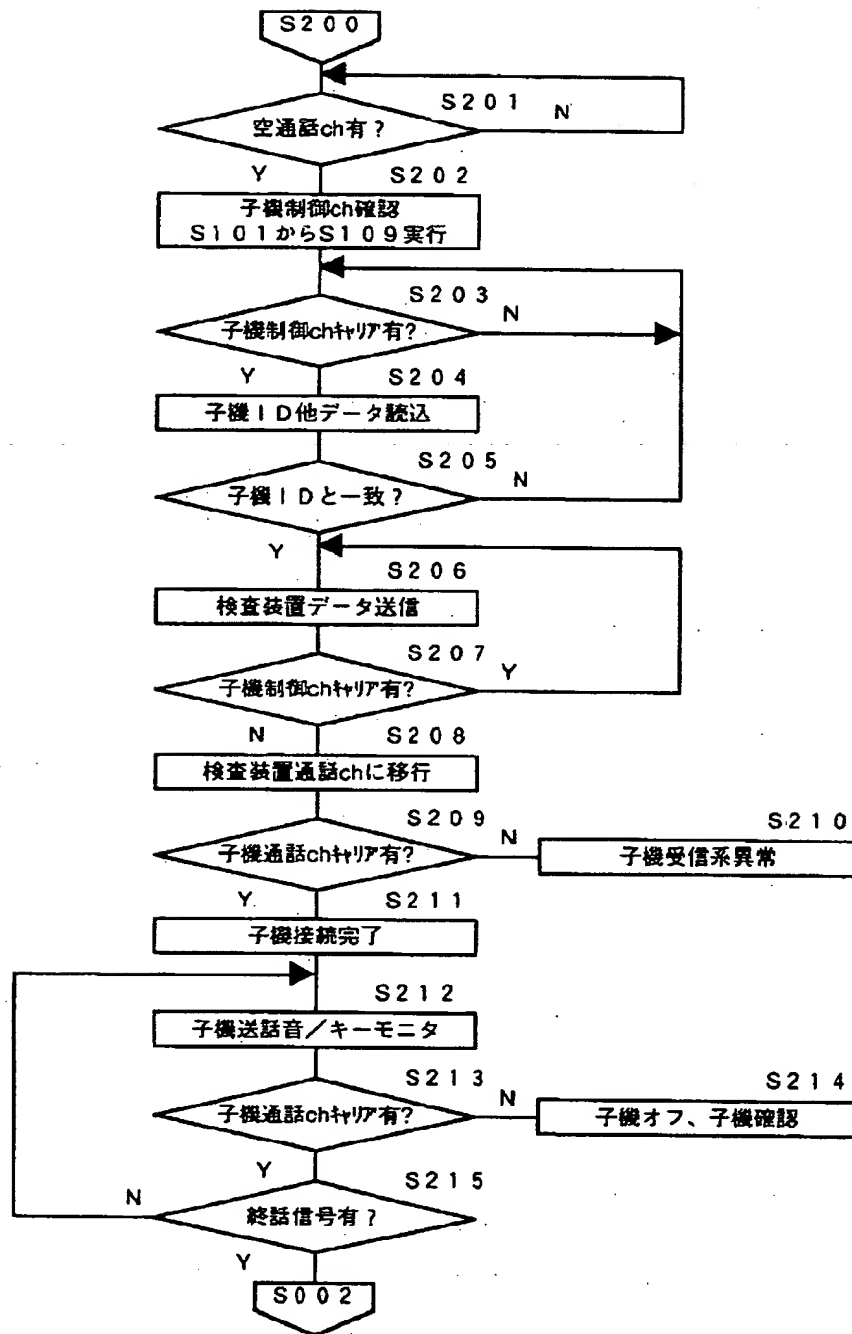 S200
S201
N
空通話ch有？
Y
S202
子機制御ch確認
S101からS109実行
S203
N
子機制御chｷｬﾘｱ有?
Y
S204
子機ID他データ読込
S205
N
子機IDと一致？
Y
S206
検査装置データ送信
S207
Y
子機制御chｷｬﾘｱ有?
N
S208
検査装置通話chに移行
S209
N
S210
子機通話chｷｬﾘｱ有?
子機受信系異常
Y
S211
子機接続完了
S212
子機送話音／キーモニタ
S213
N
S214
子機通話chｷｬﾘｱ有?
子機オフ、子機確認
Y
S215
N
終話信号有？
Y
S002